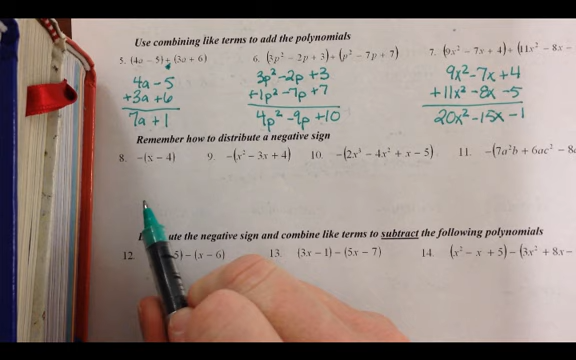 Use combining like terms to add the polynomials
5. (4a − 5) + (3a + 6) 6. (3p² − 2p + 3) + (p² − 7p + 7) 7. (9x² − 7x + 4) + (11x² − 8x −
4a − 5 3p² − 2p + 3 9x² − 7x + 4
+ 3a + 6 + 1p² − 7p + 7 + 11x² − 8x − 5
7a + 1 4p² − 9p + 10 20x² − 15x − 1
Remember how to distribute a negative sign
8. −(x − 4) 9. −(x² − 3x + 4) 10. −(2x³ − 4x² + x − 5) 11. −(7a²b + 6ac² − 8
the negative sign and combine like terms to subtract the following polynomials
12 5) − (x − 6) 13. (3x − 1) − (5x − 7) 14. (x² − x + 5) − (3x² + 8x −